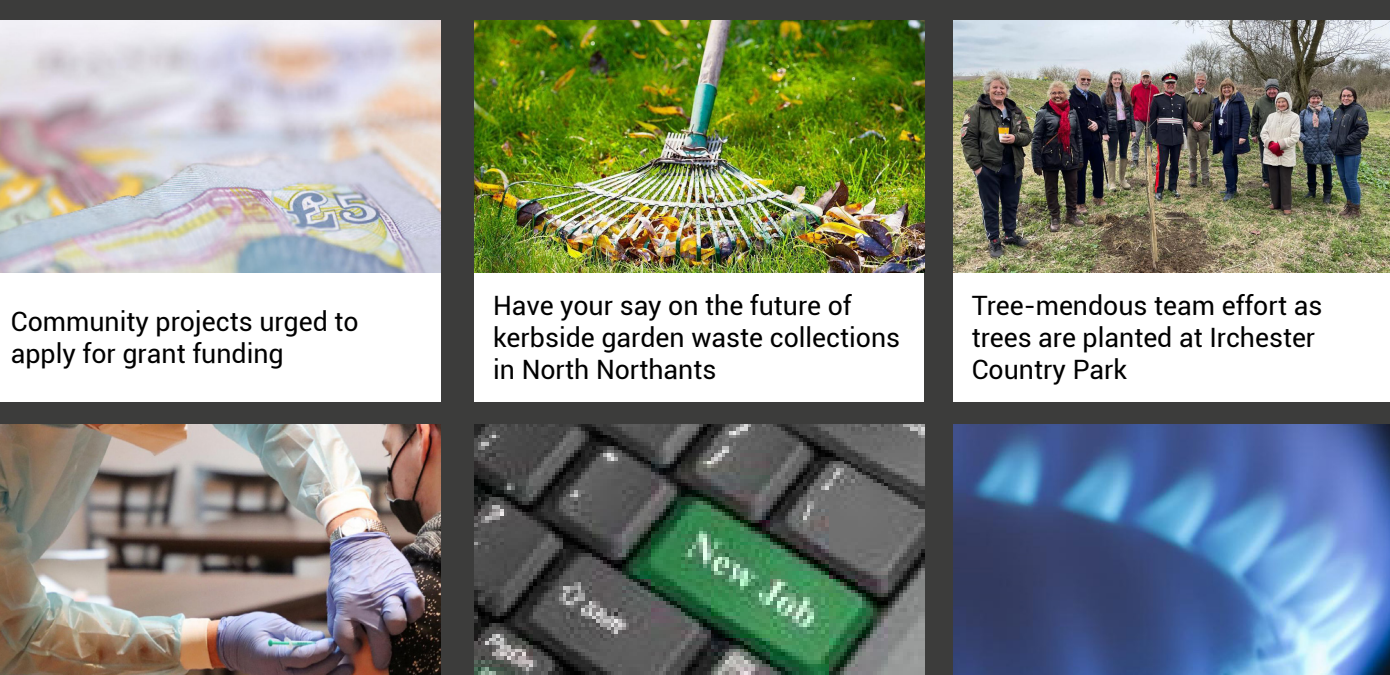 £5
Community projects urged to
apply for grant funding
Have your say on the future of
kerbside garden waste collections
in North Northants
Tree-mendous team effort as
trees are planted at Irchester
Country Park
New Job